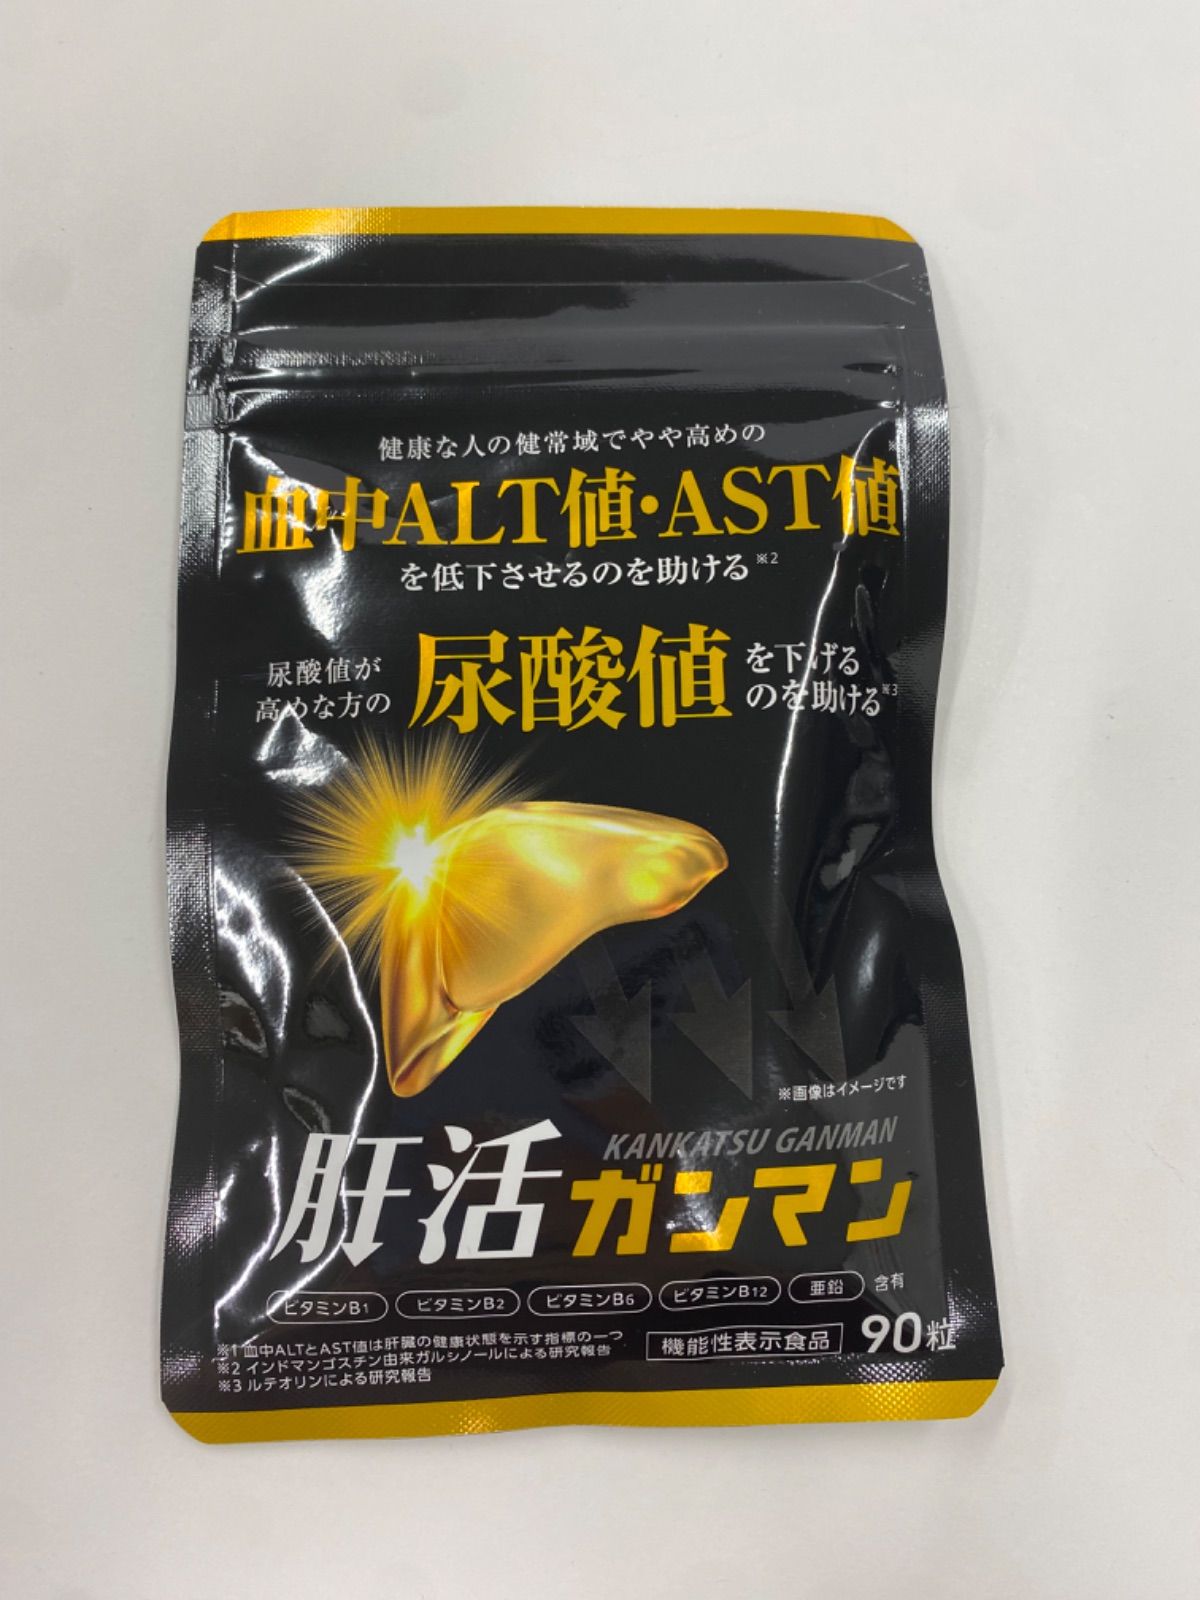 健康な人の健常域でやや高めの
血中ALT値・AST値
を低下させるのを助ける※2
尿酸値が
高めな方の
尿酸値
を下げる
のを助ける※3
※画像はイメージです
KANKATSU GANMAN
肝活ガンマン
ビタミンB1 ビタミンB2 ビタミンB6 ビタミンB12 亜鉛 含有
※1 血中ALTとAST値は肝臓の健康状態を示す指標の一つ
※2 インドマンゴスチン由来ガルシノールによる研究報告
※3 ルテオリンによる研究報告
機能性表示食品 90粒